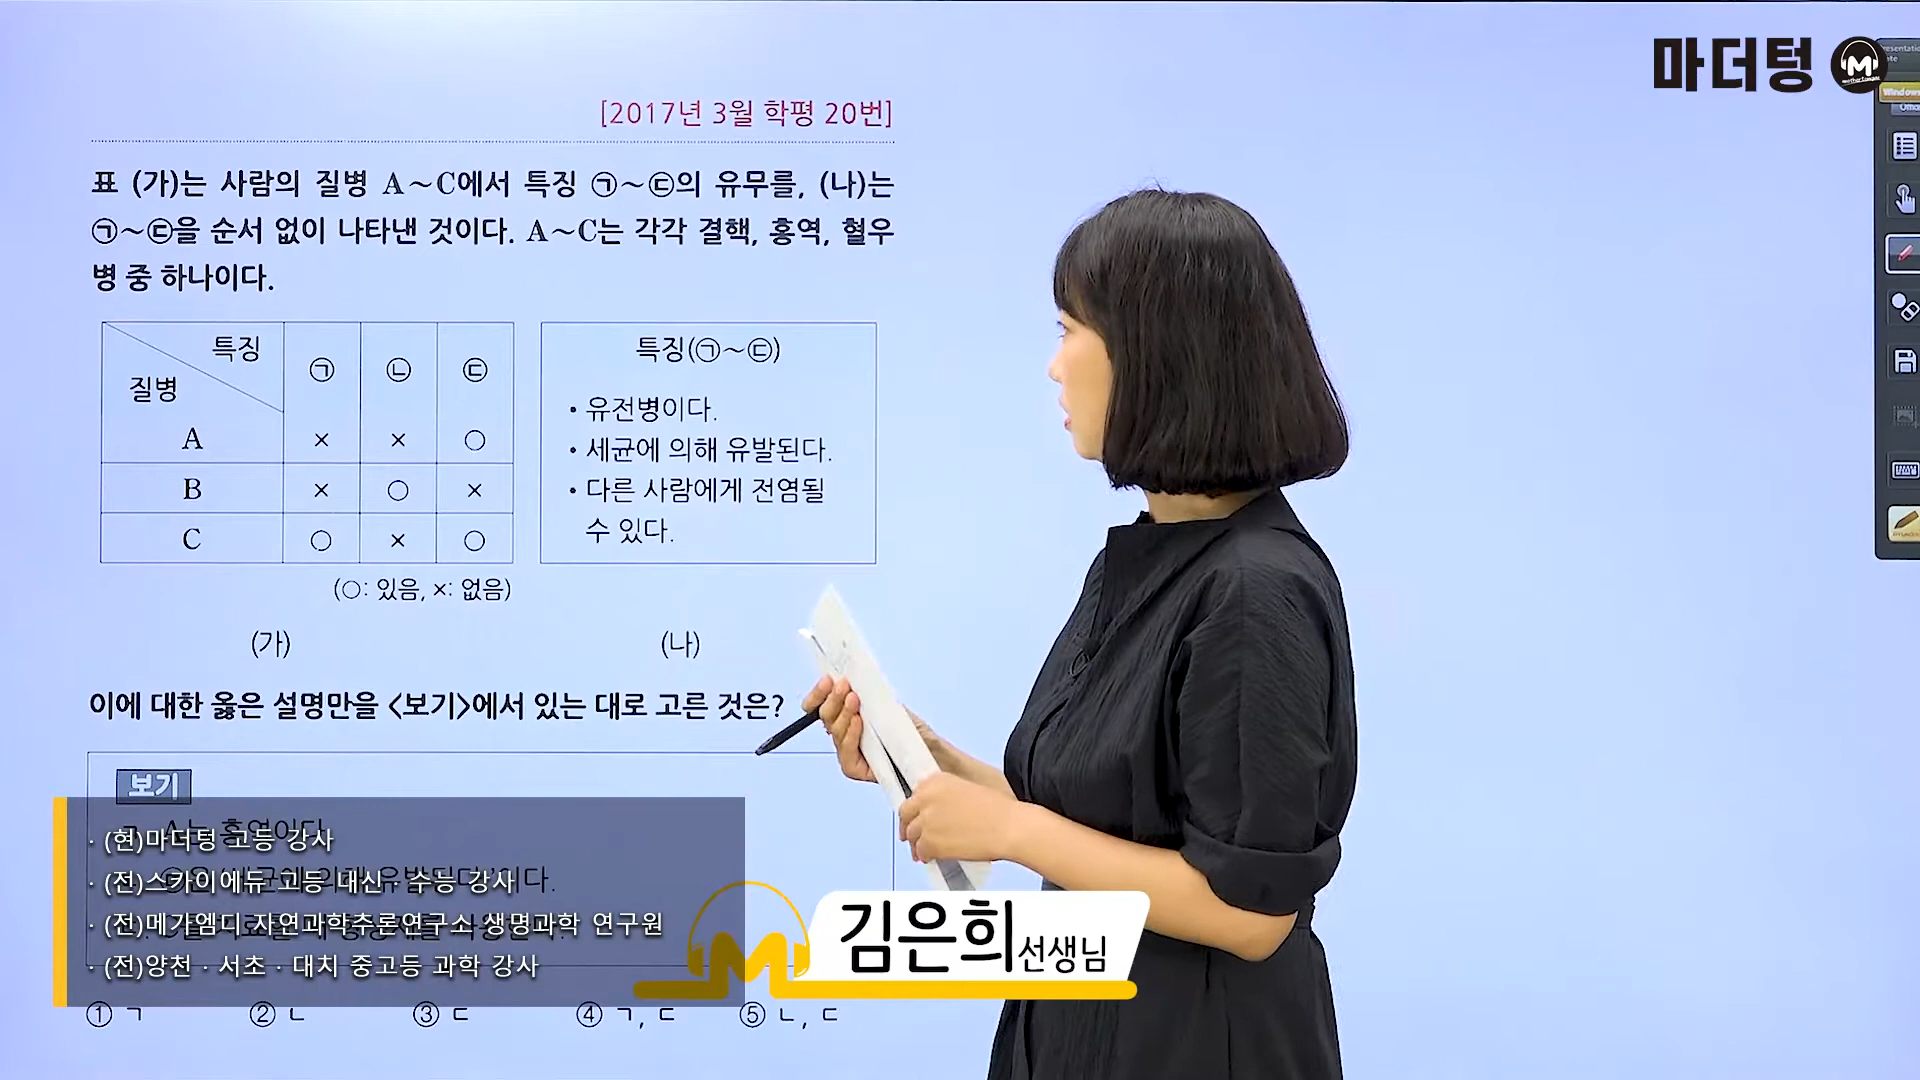 마더텅
[2017년 3월 학평 20번]
표 (가)는 사람의 질병 A~C에서 특징 ㉠~㉢의 유무를, (나)는
㉠~㉢을 순서 없이 나타낸 것이다. A~C는 각각 결핵, 홍역, 혈우
병 중 하나이다.
특징
질병
㉠ ㉡ ㉢
A × × ○
B × ○ ×
C ○ × ○
(○: 있음, ×: 없음)
(가)
특징(㉠~㉢)
• 유전병이다.
• 세균에 의해 유발된다.
• 다른 사람에게 전염될
수 있다.
(나)
이에 대한 옳은 설명만을 <보기>에서 있는 대로 고른 것은?
보기
· (현)마더텅 고등 강사
· (전)스카이에듀 고등 대신 · 수능 강사
· (전)메가엠디 자연과학추론연구소 생명과학 연구원
· (전)양천 · 서초 · 대치 중고등 과학 강사
김은희선생님
① ㄱ ② ㄴ ③ ㄷ ④ ㄱ, ㄷ ⑤ ㄴ, ㄷ